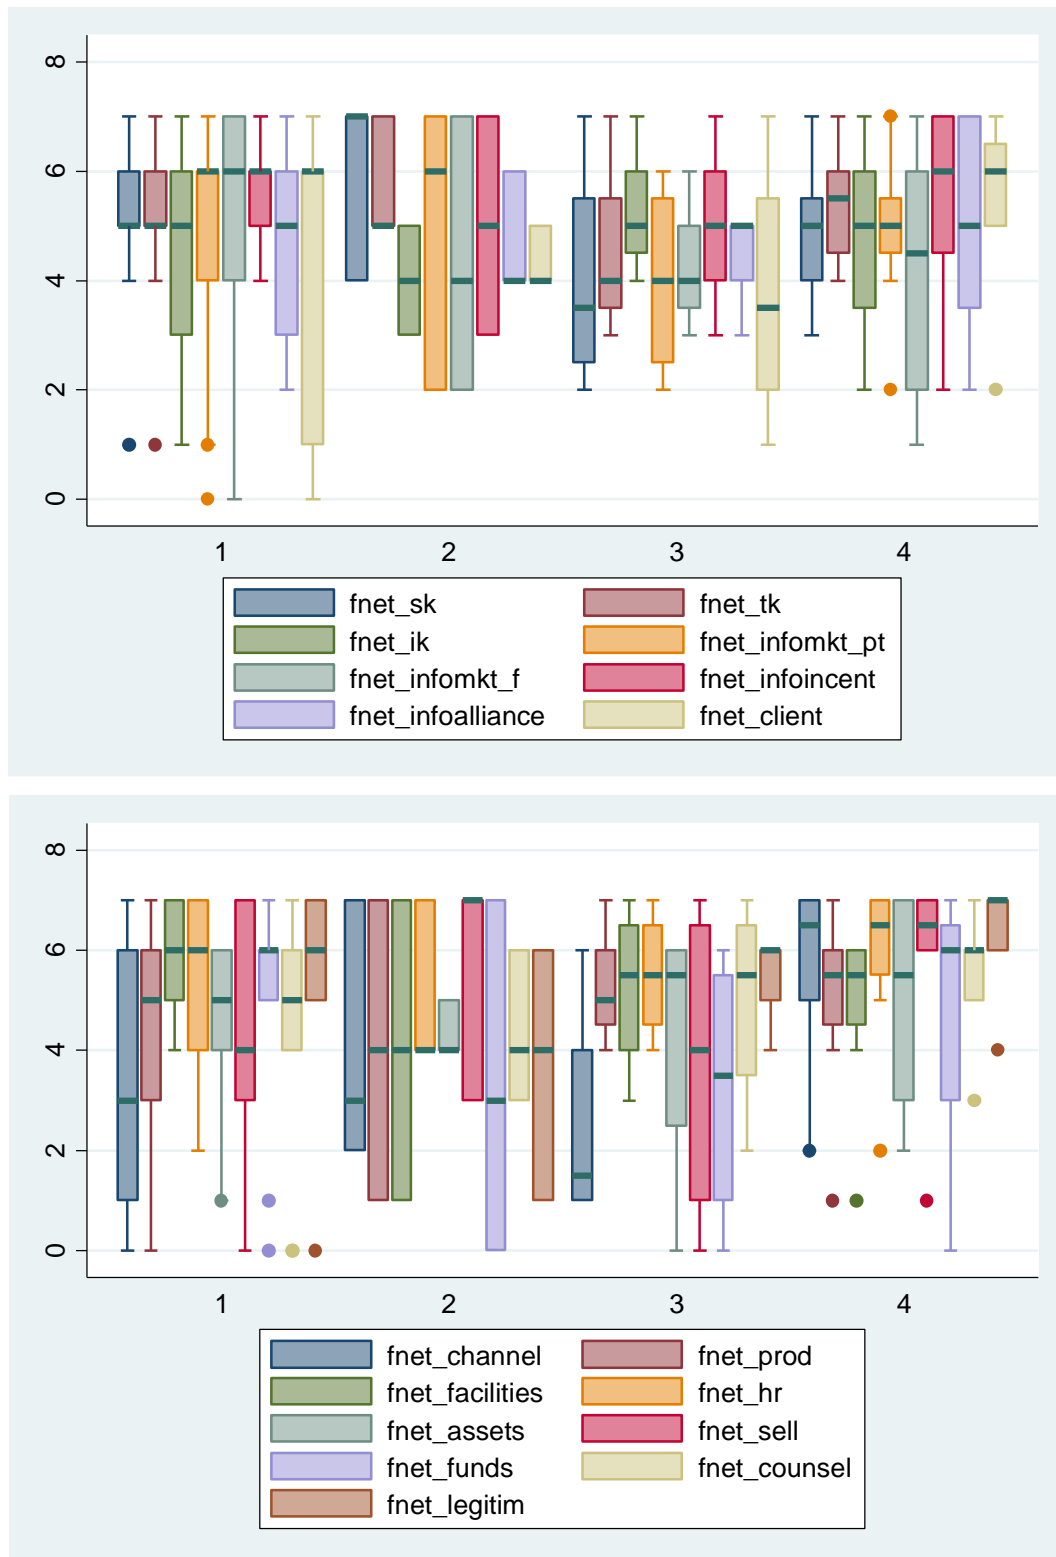 8
6
4
2
0
1 2 3 4
fnet_sk fnet_tk
fnet_ik fnet_infomkt_pt
fnet_infomkt_f fnet_infoincent
fnet_infoalliance fnet_client
8
6
4
2
0
1 2 3 4
fnet_channel fnet_prod
fnet_facilities fnet_hr
fnet_assets fnet_sell
fnet_funds fnet_counsel
fnet_legitim